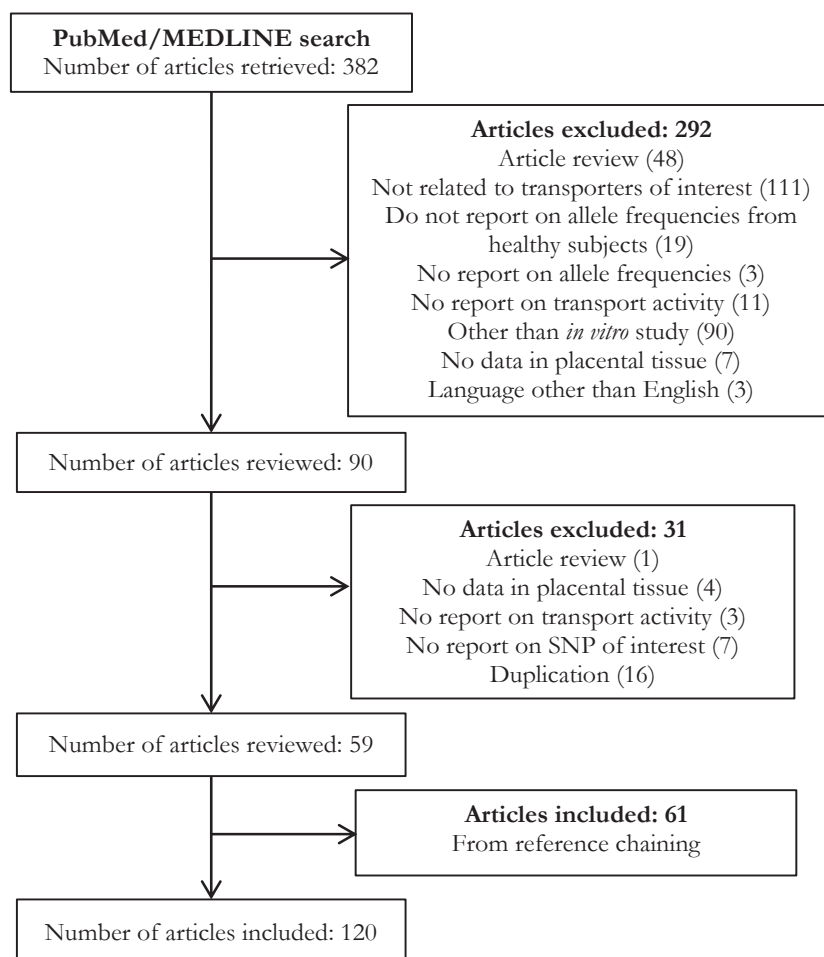 PubMed/MEDLINE search
Number of articles retrieved: 382
Articles excluded: 292
Article review (48)
Not related to transporters of interest (111)
Do not report on allele frequencies from
healthy subjects (19)
No report on allele frequencies (3)
No report on transport activity (11)
Other than in vitro study (90)
No data in placental tissue (7)
Language other than English (3)
Number of articles reviewed: 90
Articles excluded: 31
Article review (1)
No data in placental tissue (4)
No report on transport activity (3)
No report on SNP of interest (7)
Duplication (16)
Number of articles reviewed: 59
Articles included: 61
From reference chaining
Number of articles included: 120